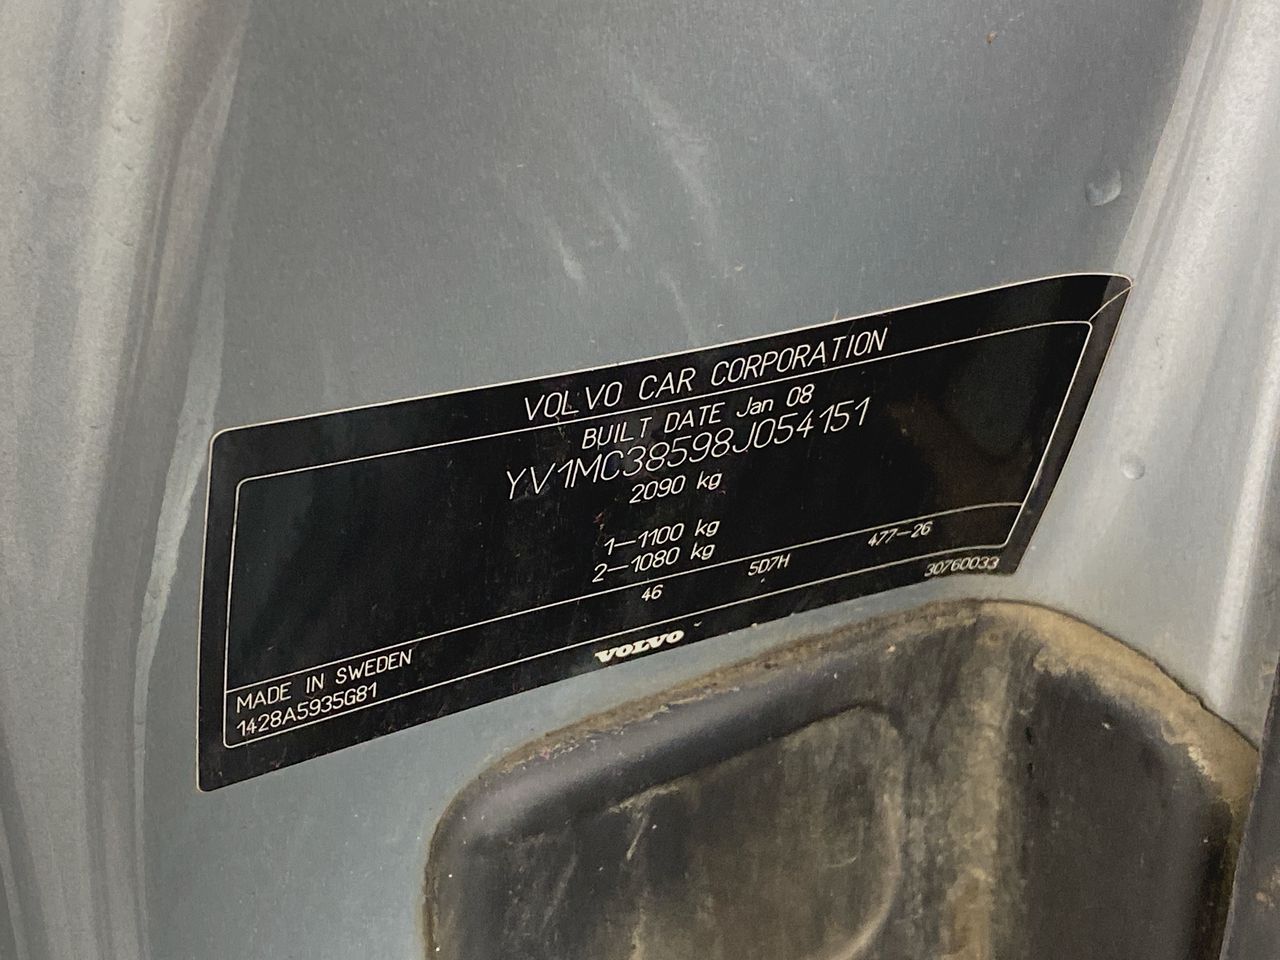 VOLVO CAR CORPORATION
BUILT DATE Jan 08
YV1MC38598J054151
2090 kg
1-1100 kg
2-1080 kg
46 5D7H 477-26
MADE IN SWEDEN
1428A5935G81
VOLVO
30760033